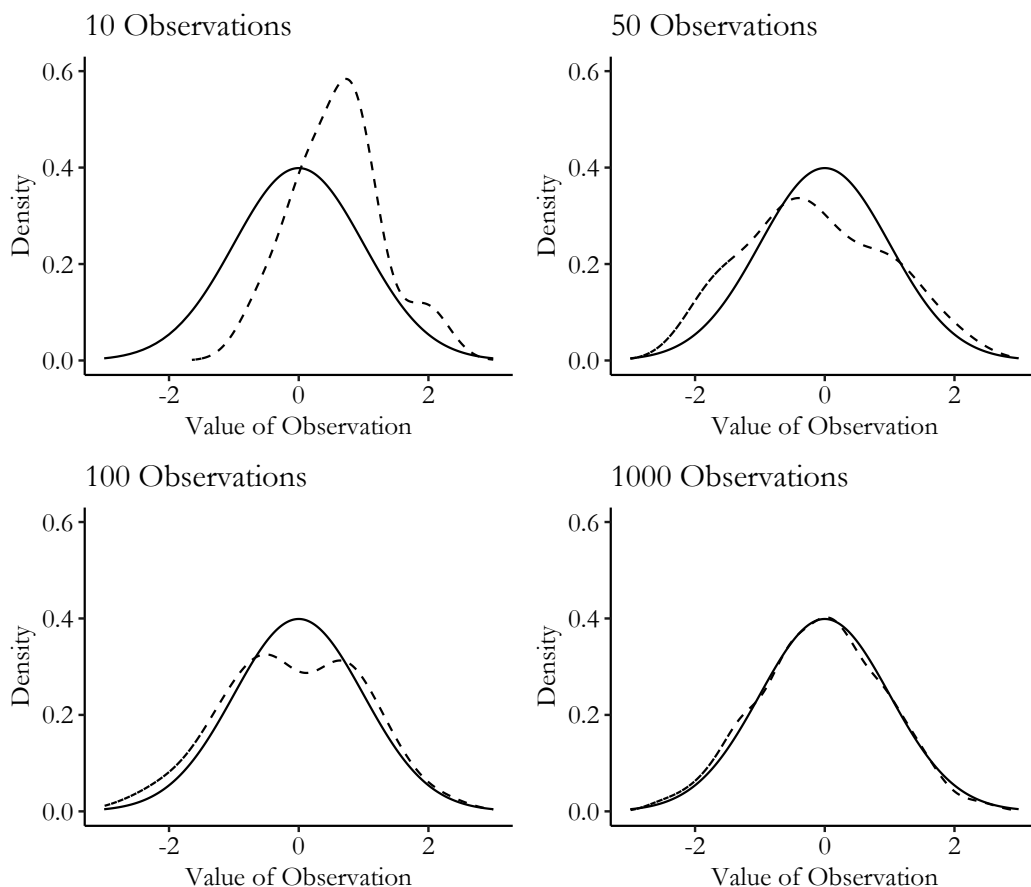 10 Observations
0.6
0.4
0.2
0.0
Density
-2 0 2
Value of Observation
50 Observations
0.6
0.4
0.2
0.0
Density
-2 0 2
Value of Observation
100 Observations
0.6
0.4
0.2
0.0
Density
-2 0 2
Value of Observation
1000 Observations
0.6
0.4
0.2
0.0
Density
-2 0 2
Value of Observation